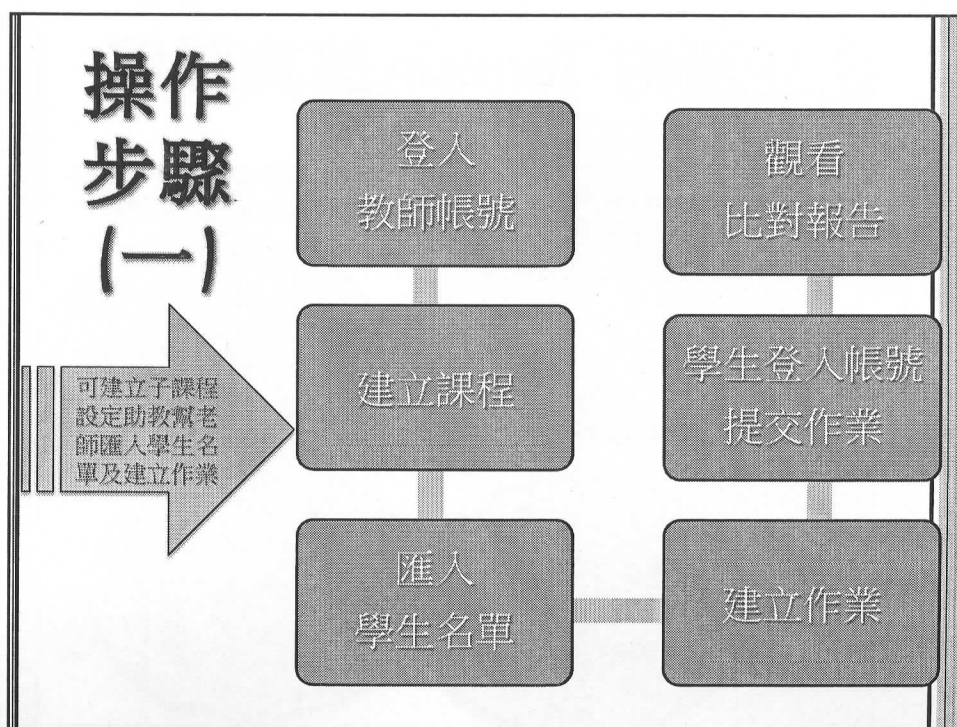 操作
步驟
(一)
可建立子課程
設定助教幫老
師匯入學生名
單及建立作業
登入
教師帳號
建立課程
匯入
學生名單
建立作業
學生登入帳號
提交作業
觀看
比對報告